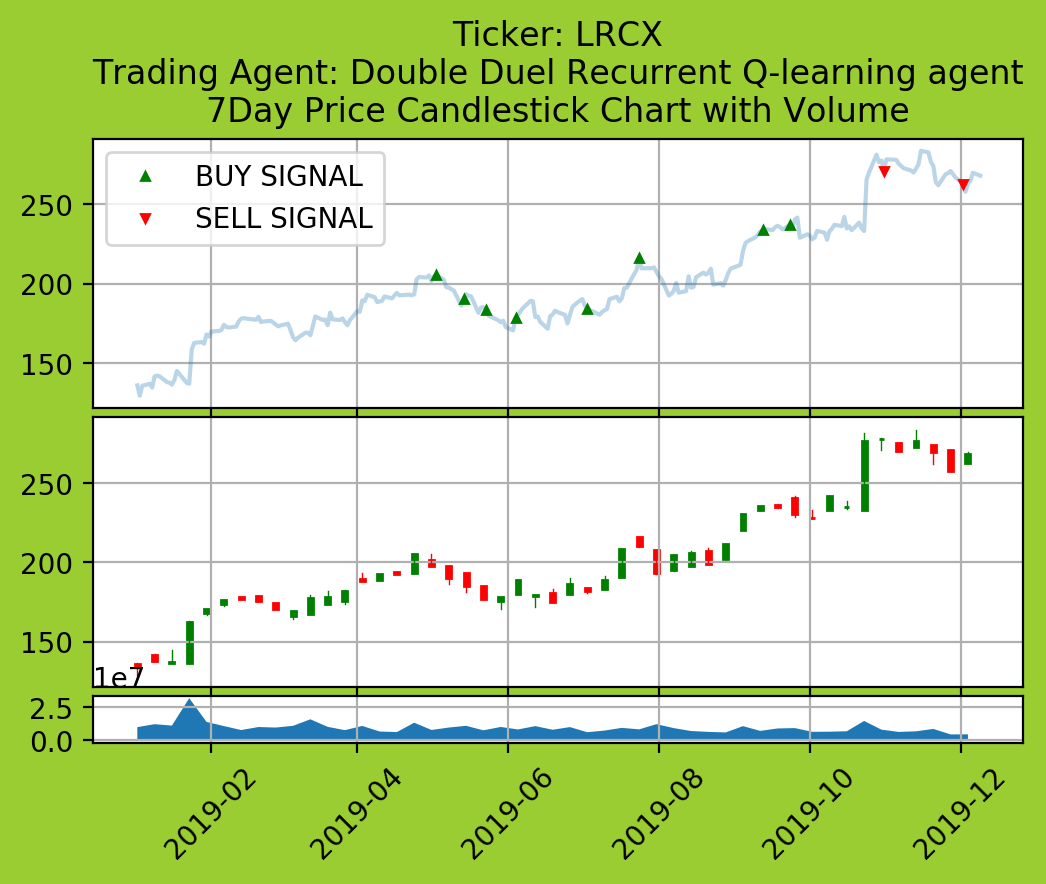 Ticker: LRCX
Trading Agent: Double Duel Recurrent Q-learning agent
7Day Price Candlestick Chart with Volume
BUY SIGNAL
SELL SIGNAL
250
200
150
250
200
150
1e7
2.5
0.0
2019-02
2019-04
2019-06
2019-08
2019-10
2019-12